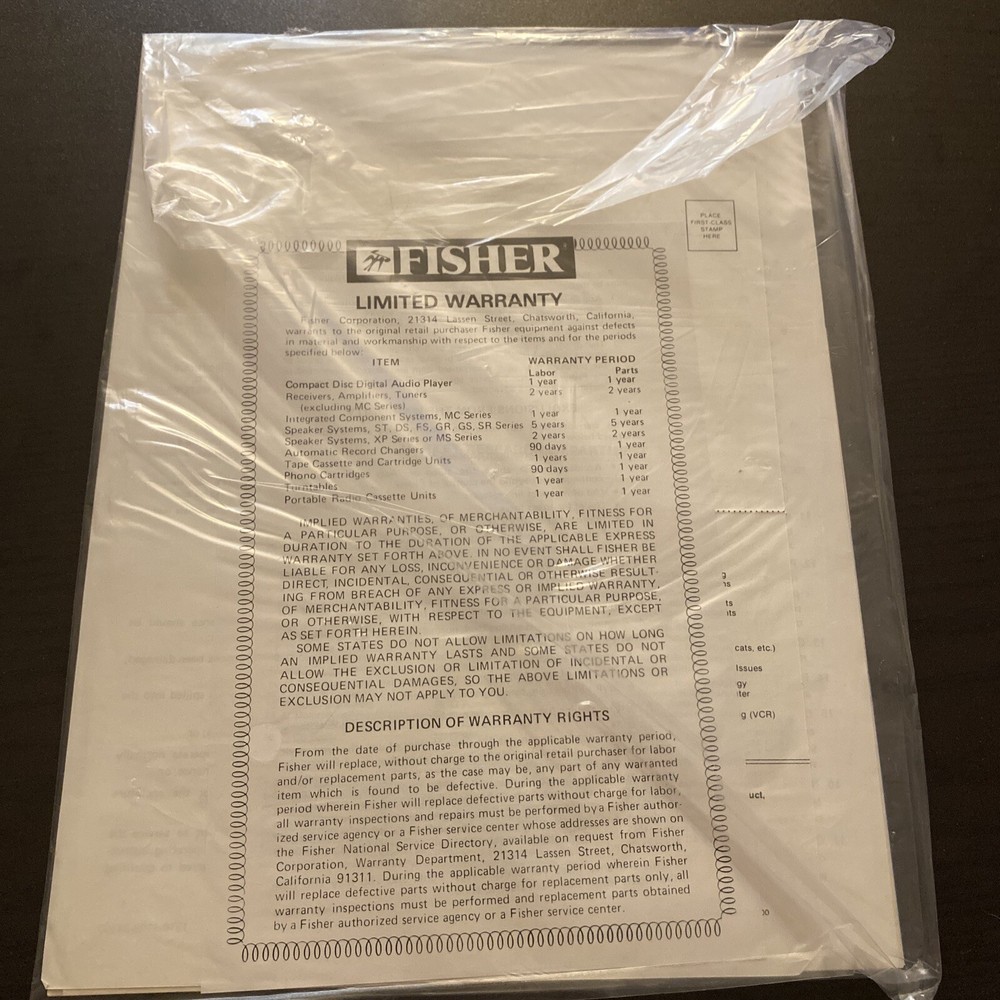 PLACE
FIRST-CLASS
STAMP
HERE
FISHER
LIMITED WARRANTY
Fisher Corporation, 21314 Lassen Street, Chatsworth, California,
warrants to the original retail purchaser Fisher equipment against defects
in material and workmanship with respect to the items and for the periods
specified below:
ITEM WARRANTY PERIOD
Labor Parts
Compact Disc Digital Audio Player 1 year 1 year
Receivers, Amplifiers, Tuners 2 years 2 years
(excluding MC Series)
Integrated Component Systems, MC Series 1 year 1 year
Speaker Systems, ST, DS, FS, GR, GS, SR Series 5 years 5 years
Speaker Systems, XP Series or MS Series 2 years 2 years
Automatic Record Changers 90 days 1 year
Tape Cassette and Cartridge Units 1 years 1 year
Phono Cartridges 90 days 1 year
Turntables 1 year 1 year
Portable Radio Cassette Units 1 year 1 year
IMPLIED WARRANTIES, OF MERCHANTABILITY, FITNESS FOR
A PARTICULAR PURPOSE, OR OTHERWISE, ARE LIMITED IN
DURATION TO THE DURATION OF THE APPLICABLE EXPRESS
WARRANTY SET FORTH ABOVE. IN NO EVENT SHALL FISHER BE
LIABLE FOR ANY LOSS, INCONVENIENCE OR DAMAGE WHETHER
DIRECT, INCIDENTAL, CONSEQUENTIAL OR OTHERWISE RESULT-
ING FROM BREACH OF ANY EXPRESS OR IMPLIED WARRANTY,
OF MERCHANTABILITY, FITNESS FOR A PARTICULAR PURPOSE,
OR OTHERWISE, WITH RESPECT TO THE EQUIPMENT, EXCEPT
AS SET FORTH HEREIN.
SOME STATES DO NOT ALLOW LIMITATIONS ON HOW LONG
AN IMPLIED WARRANTY LASTS AND SOME STATES DO NOT
ALLOW THE EXCLUSION OR LIMITATION OF INCIDENTAL OR
CONSEQUENTIAL DAMAGES, SO THE ABOVE LIMITATIONS OR
EXCLUSION MAY NOT APPLY TO YOU.
DESCRIPTION OF WARRANTY RIGHTS
From the date of purchase through the applicable warranty period,
Fisher will replace, without charge to the original retail purchaser for labor
and/or replacement parts, as the case may be, any part of any warranted
item which is found to be defective. During the applicable warranty
period wherein Fisher will replace defective parts without charge for labor,
all warranty inspections and repairs must be performed by a Fisher author-
ized service agency or a Fisher service center whose addresses are shown on
the Fisher National Service Directory, available on request from Fisher
Corporation, Warranty Department, 21314 Lassen Street, Chatsworth,
California 91311. During the applicable warranty period wherein Fisher
will replace defective parts without charge for replacement parts only, all
warranty inspections must be performed and replacement parts obtained
by a Fisher authorized service agency or a Fisher service center.
cats, etc.)
Issues
gy
g (VCR)
uct,